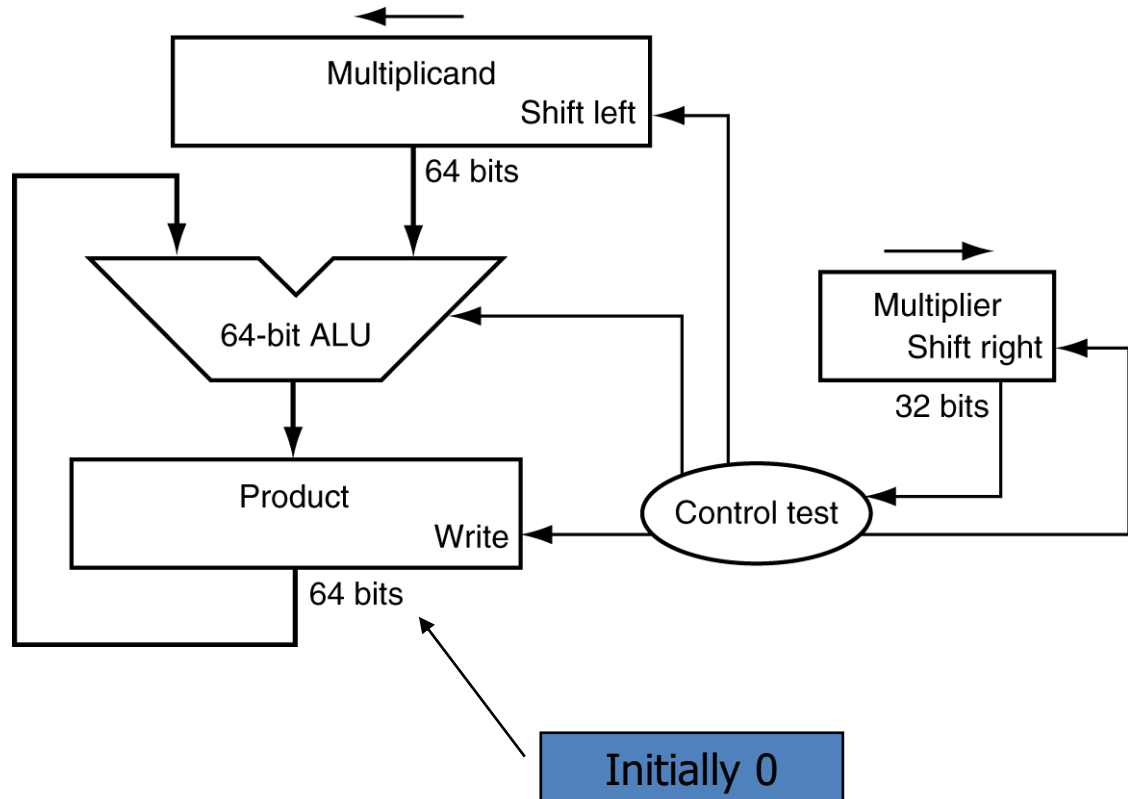 Multiplicand
Shift left
64 bits
64-bit ALU
Multiplier
Shift right
32 bits
Product
Write
Control test
64 bits
Initially 0